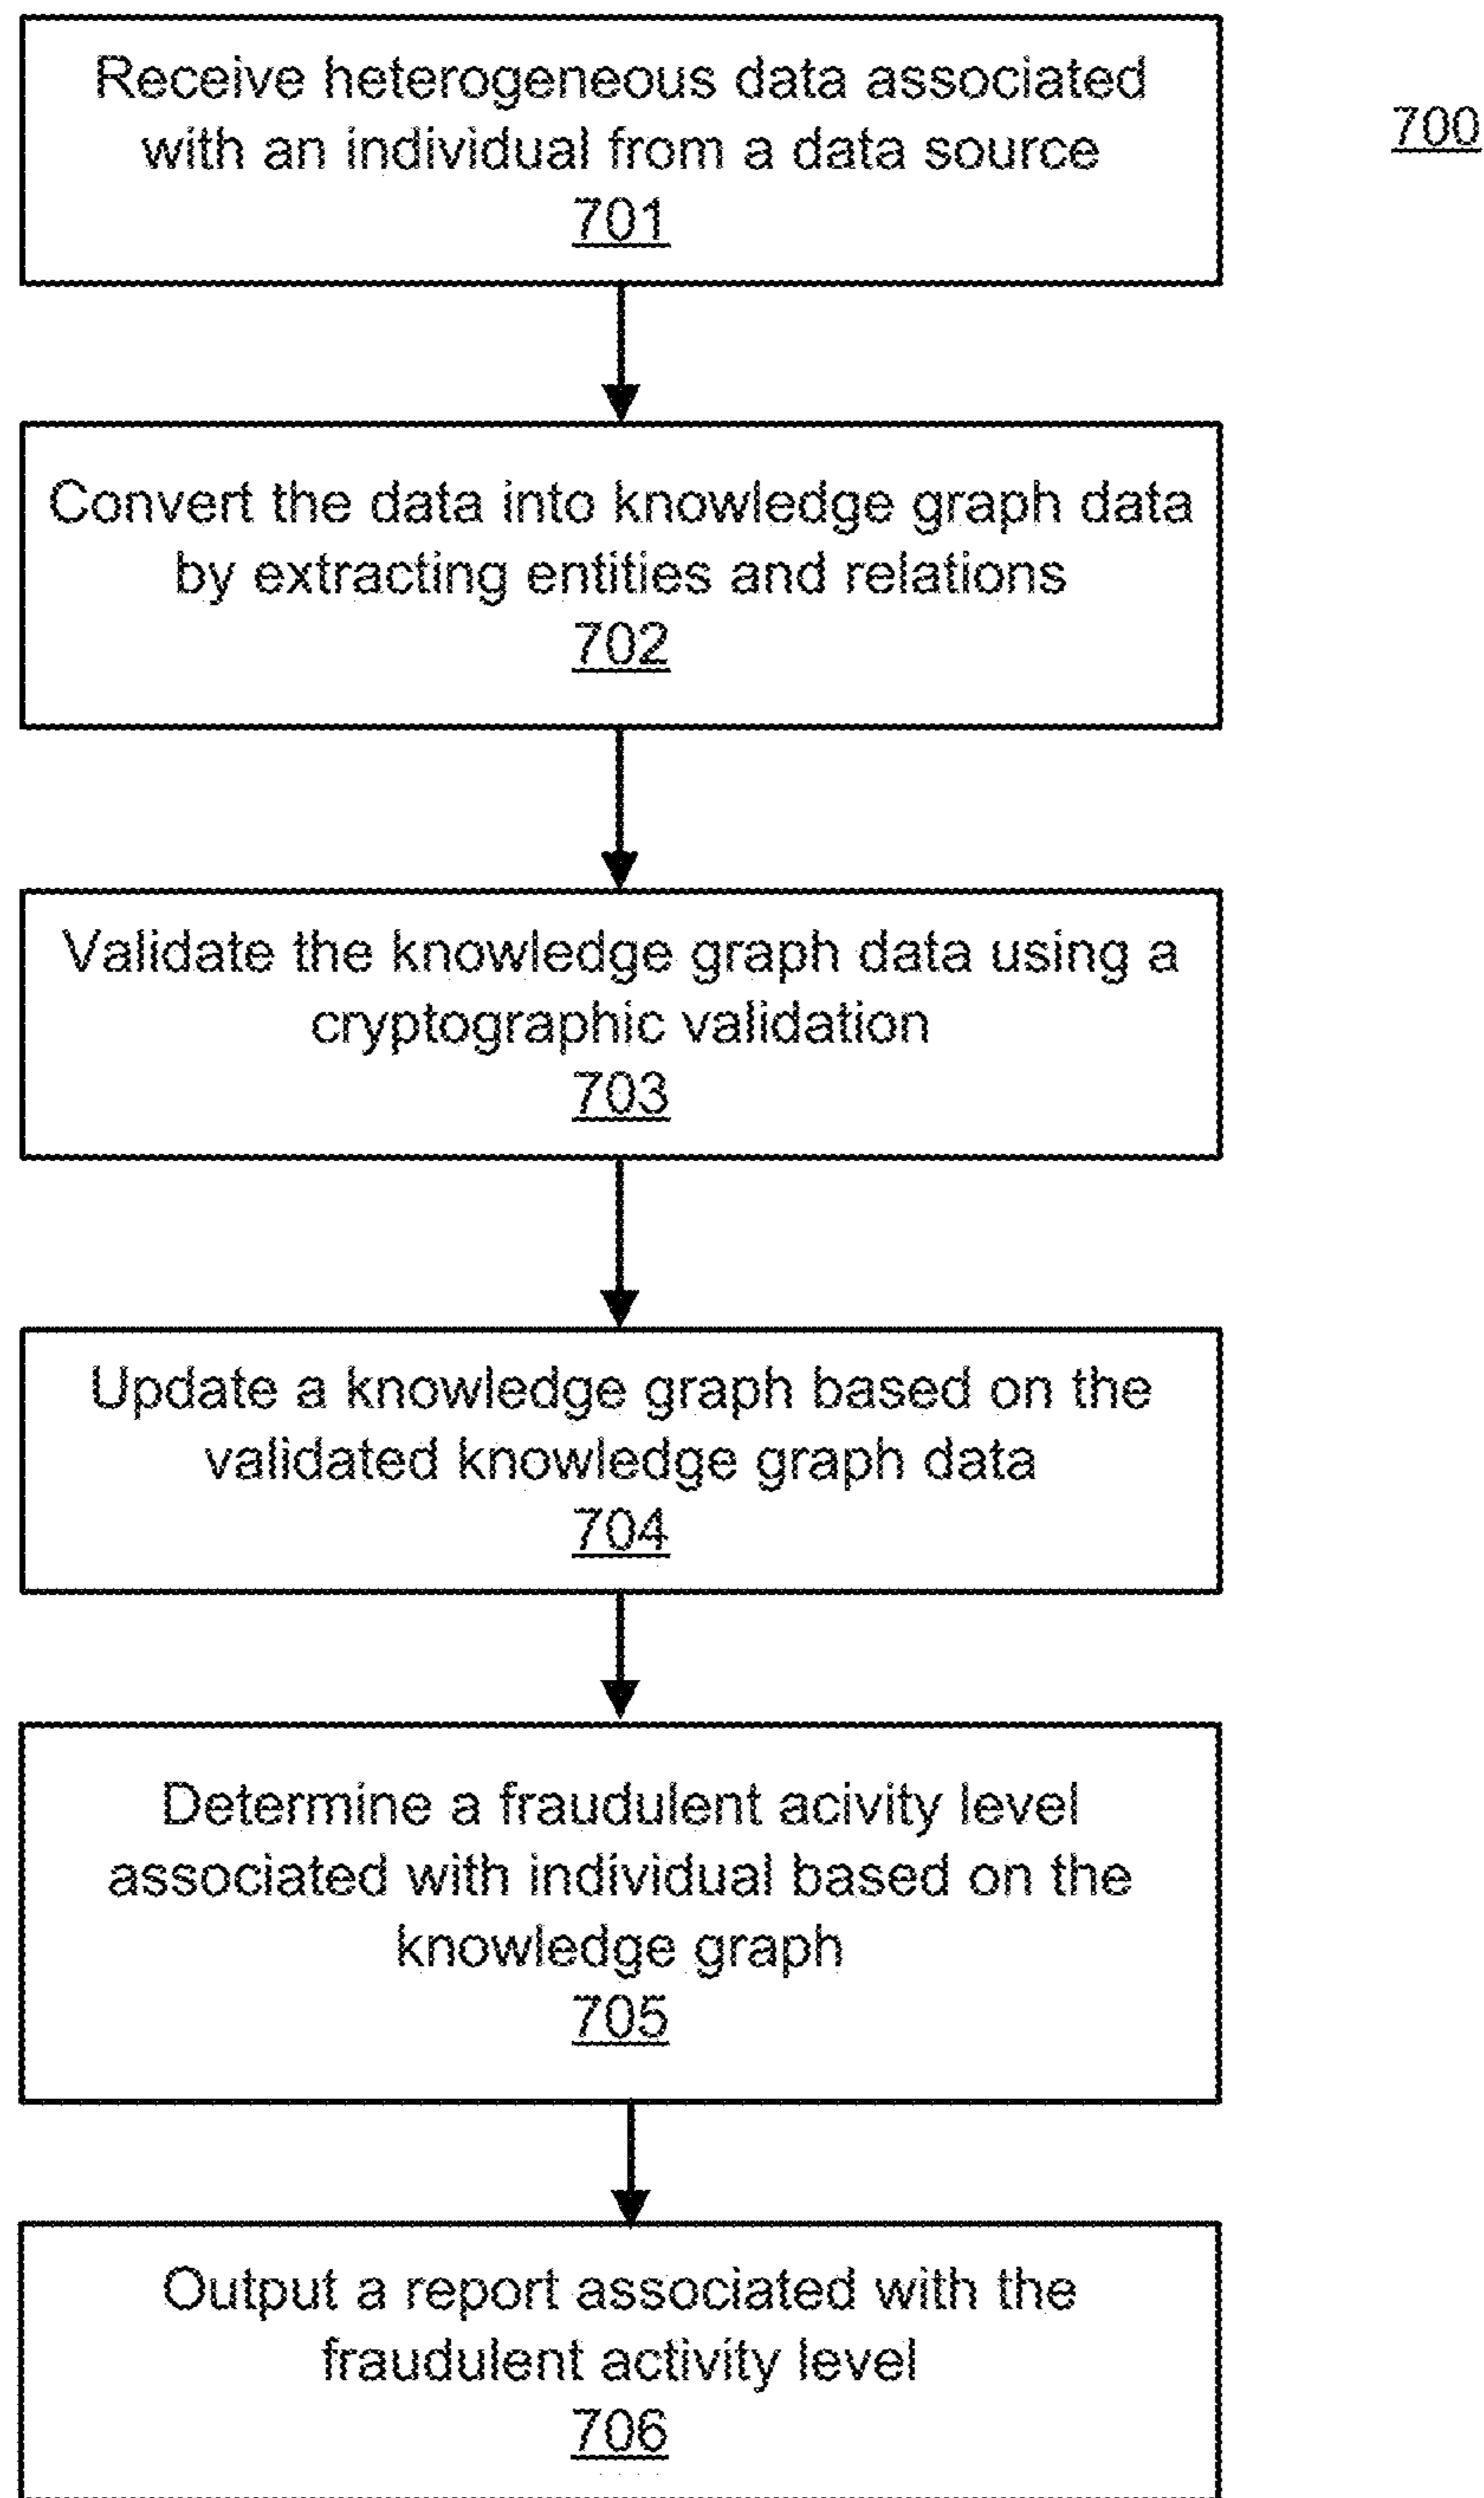 Receive heterogeneous data associated
with an individual from a data source
701
700
Convert the data into knowledge graph data
by extracting entities and relations
702
Validate the knowledge graph data using a
cryptographic validation
703
Update a knowledge graph based on the
validated knowledge graph data
704
Determine a fraudulent acivity level
associated with individual based on the
knowledge graph
705
Output a report associated with the
fraudulent activity level
706